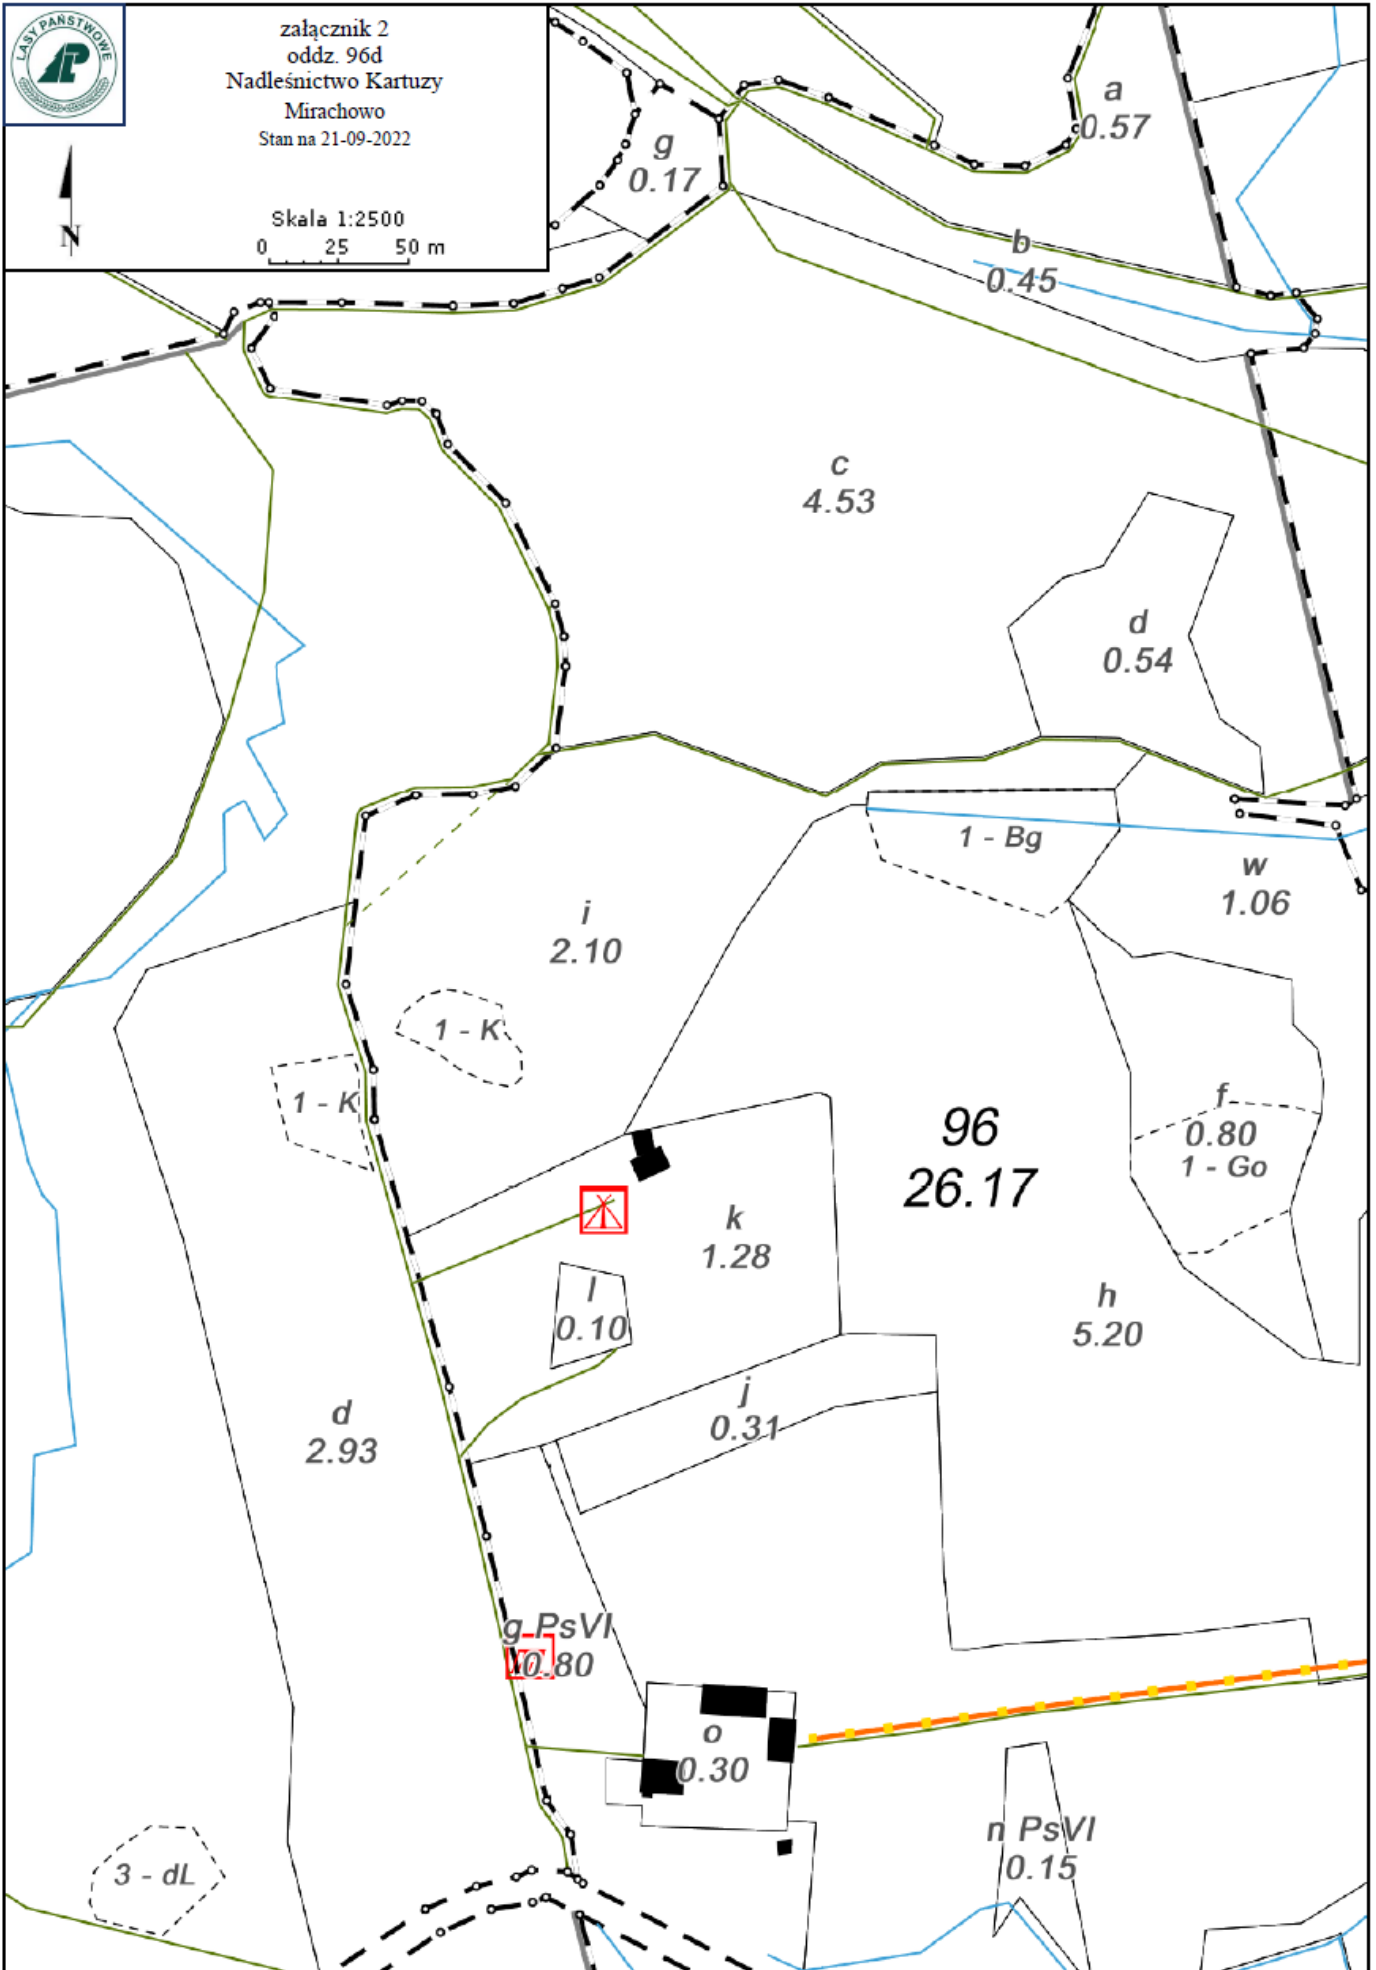 LASY PAŃSTWOWE
załącznik 2
oddz. 96d
Nadleśnictwo Kartuzy
Mirachowo
Stan na 21-09-2022
N
Skala 1:2500
0 25 50 m
g
0.17
a
0.57
b
0.45
c
4.53
d
0.54
1 - Bg
w
1.06
i
2.10
1 - K
1 - K
96
26.17
f
0.80
1 - Go
k
1.28
l
0.10
h
5.20
j
0.31
d
2.93
g PsVI
0.80
o
0.30
n PsVI
0.15
3 - dL